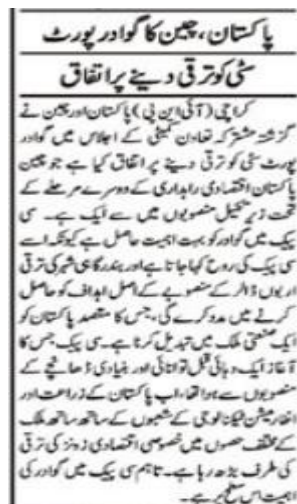 پاکستان، چین کا گوادر پورٹ
سٹی کو ترقی دینے پر اتفاق
کراچی (آئی این پی) پاکستان اور چین نے
گزشتہ مشترکہ تعاون کمیٹی کے اجلاس میں گوادر
پورٹ سٹی کو ترقی دینے پر اتفاق کیا ہے جو چین
پاکستان اقتصادی راہداری کے دوسرے مرحلے کے
تحت زیر تکمیل منصوبوں میں سے ایک ہے۔ سی
پیک میں گوادر کو بہت اہمیت حاصل ہے کیونکہ اسے
سی پیک کی روح کہا جاتا ہے اور بندرگاہی شہر کی ترقی
اربوں ڈالر کے منصوبے کے اصل اہداف کو حاصل
کرنے میں مدد کرے گی، جس کا مقصد پاکستان کو
ایک صنعتی ملک میں تبدیل کرنا ہے۔ سی پیک جس کا
آغاز ایک دہائی قبل توانائی اور بنیادی ڈھانچے کے
منصوبوں سے ہوا تھا، اب پاکستان کے زراعت اور
انفارمیشن ٹیکنالوجی کے شعبوں کے ساتھ ساتھ ملک
کے مختلف حصوں میں خصوصی اقتصادی زونز کی ترقی
کی طرف بڑھ رہا ہے۔ تاہم سی پیک میں گوادر کی
اہمیت اس سطح پر ہے۔